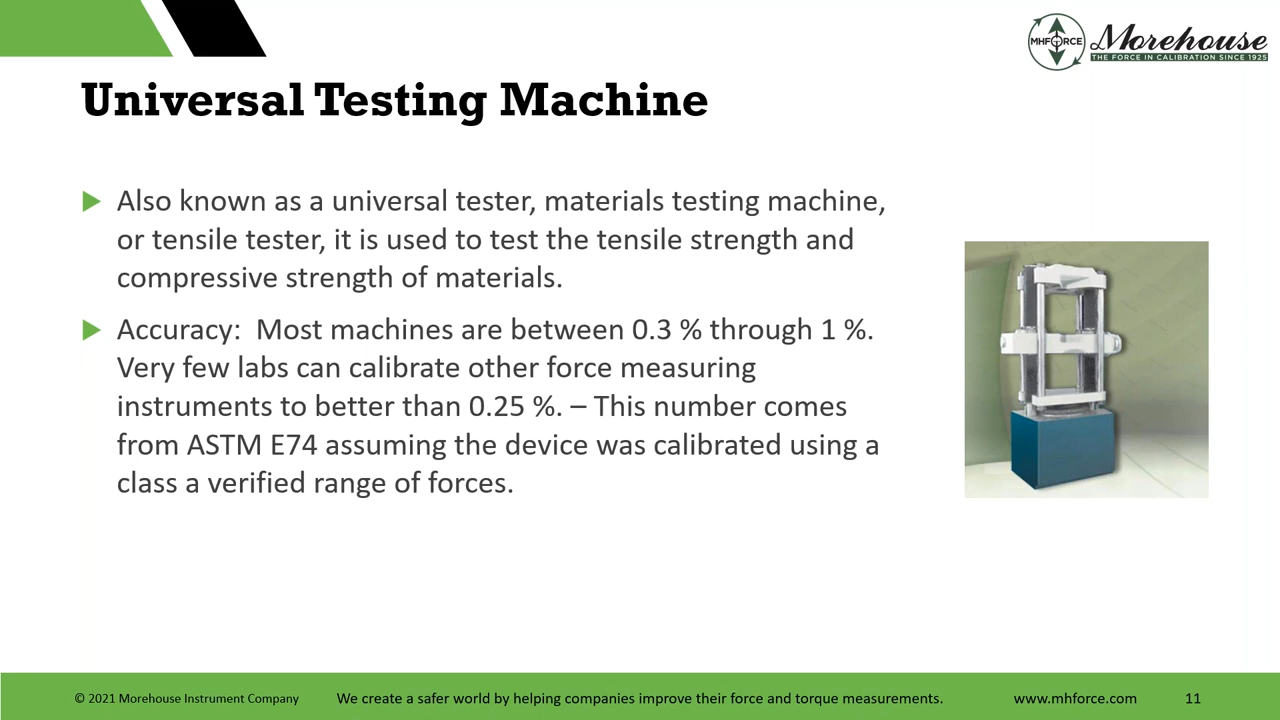 MHFORCE
Morehouse
THE FORCE IN CALIBRATION SINCE 1925
Universal Testing Machine
Also known as a universal tester, materials testing machine,
or tensile tester, it is used to test the tensile strength and
compressive strength of materials.
Accuracy:  Most machines are between 0.3 % through 1 %.
Very few labs can calibrate other force measuring
instruments to better than 0.25 %. – This number comes
from ASTM E74 assuming the device was calibrated using a
class a verified range of forces.
© 2021 Morehouse Instrument Company
We create a safer world by helping companies improve their force and torque measurements.
www.mhforce.com
11